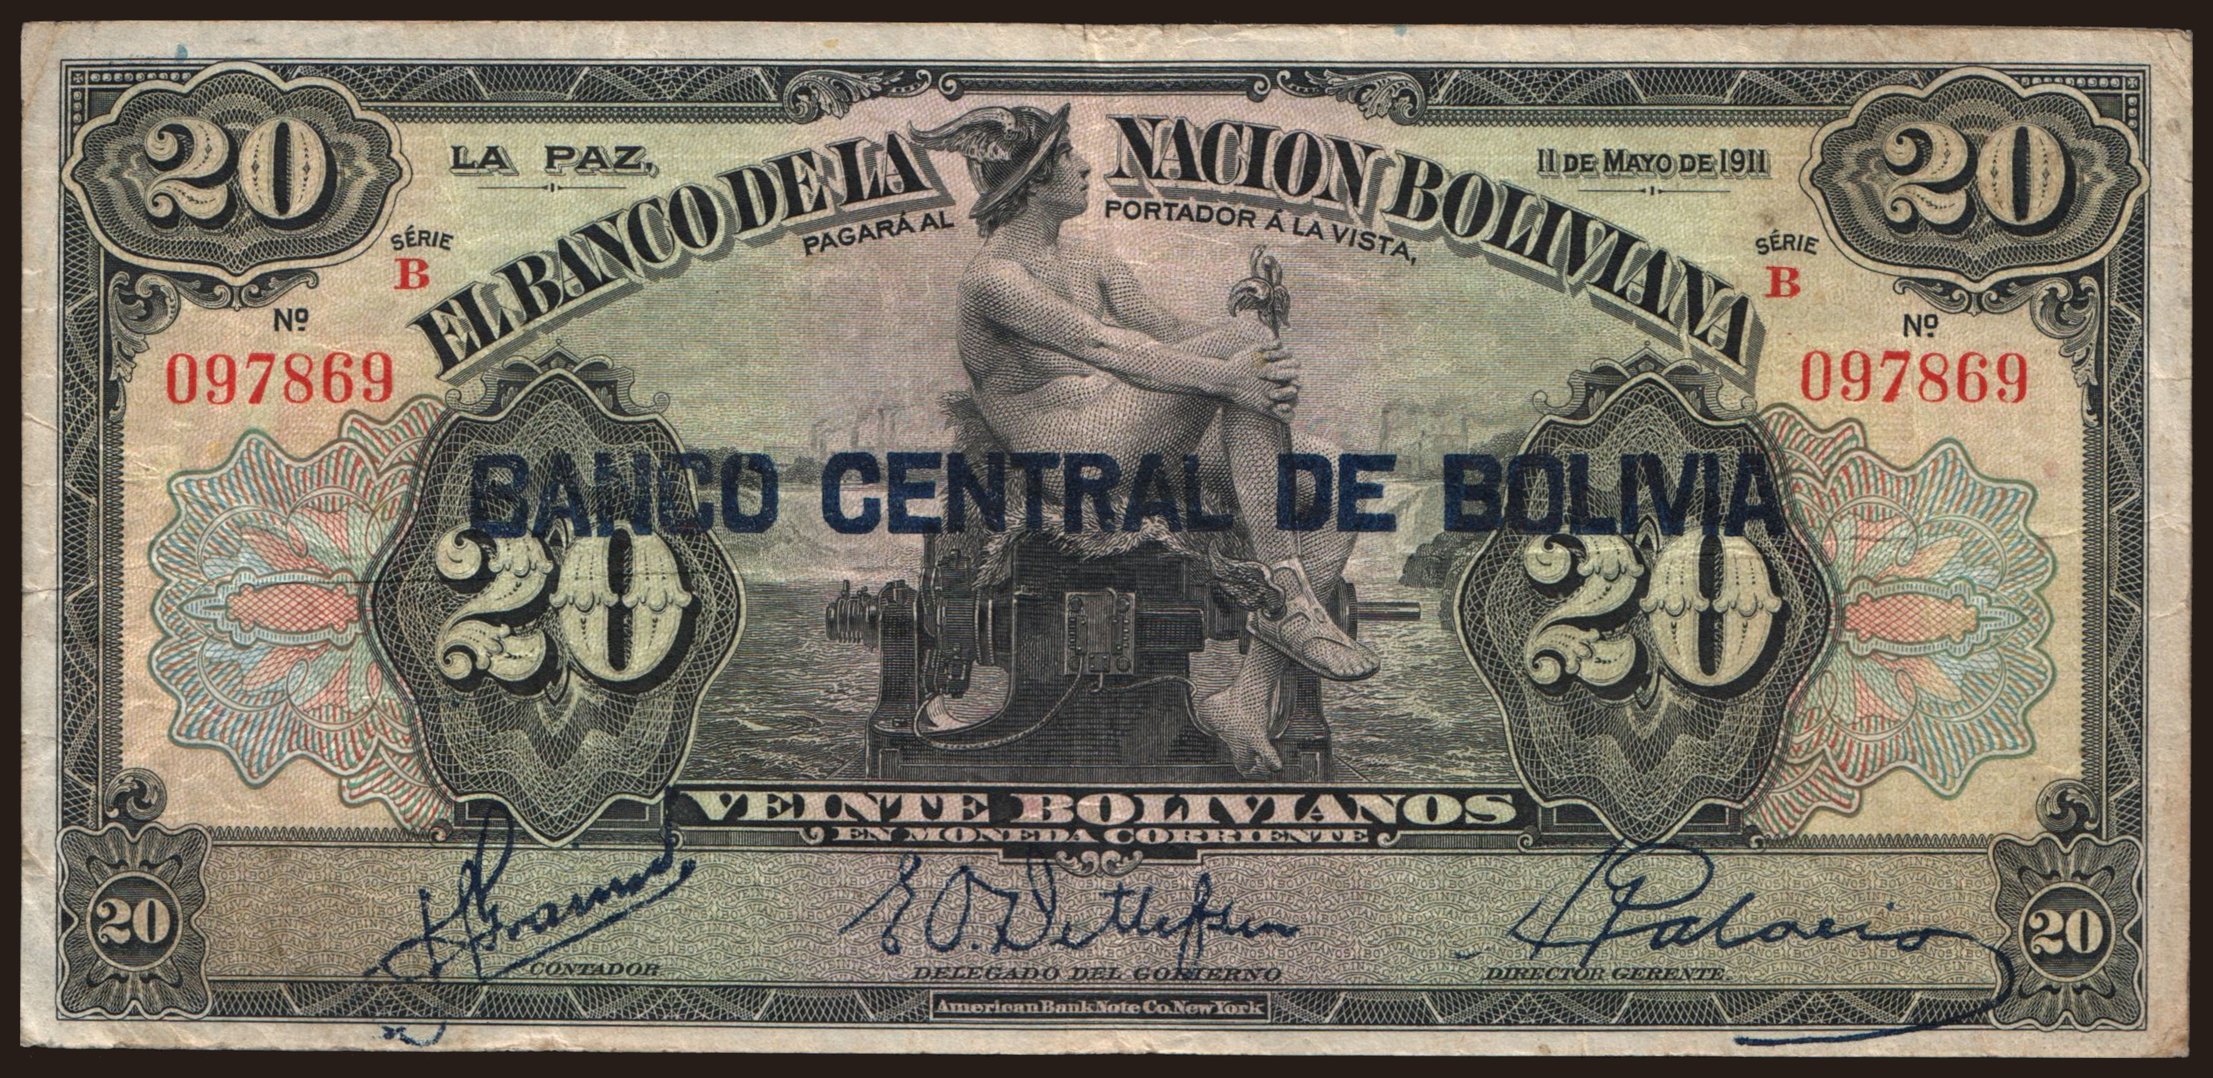 20 20
LA PAZ, 11 DE MAYO DE 1911
EL BANCO DE LA NACION BOLIVIANA
PAGARÁ AL PORTADOR Á LA VISTA,
SÉRIE B SÉRIE B
Nº 097869 Nº 097869
BANCO CENTRAL DE BOLIVIA
20 20
VEINTE BOLIVIANOS
EN MONEDA CORRIENTE
20 20
CONTADOR DELEGADO DEL GOBIERNO DIRECTOR GERENTE
American Bank Note Co. New York